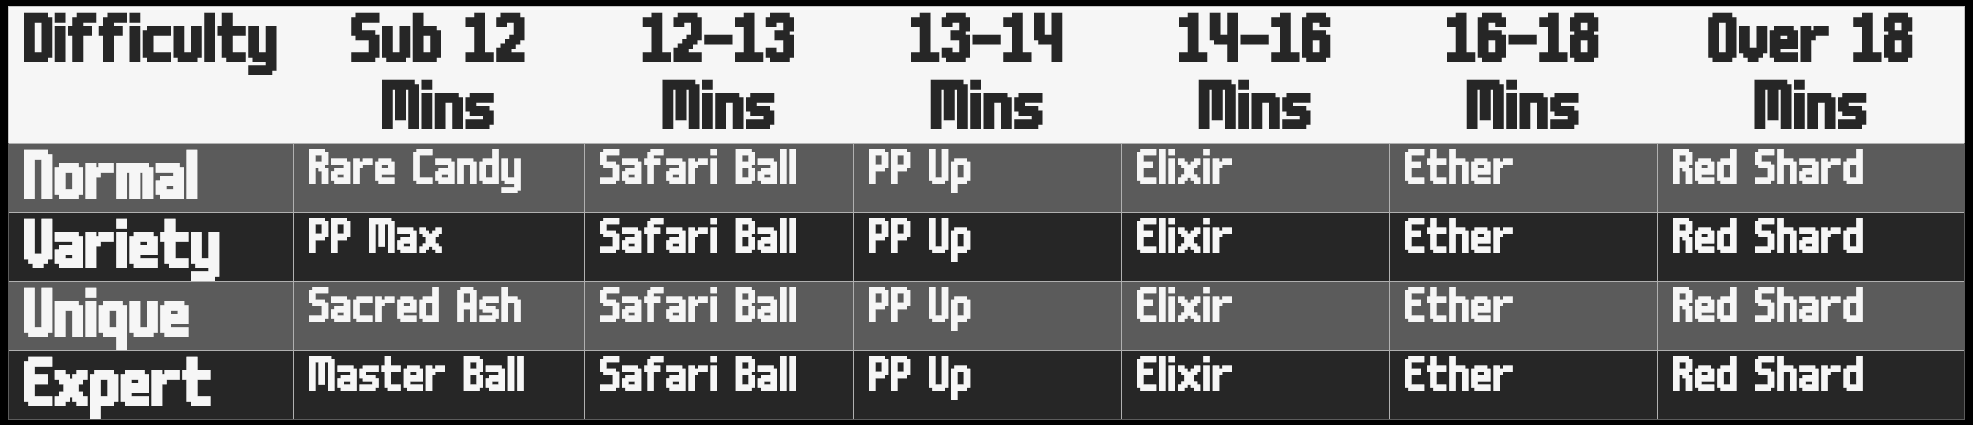 Difficulty Sub 12 Mins 12-13 Mins 13-14 Mins 14-16 Mins 16-18 Mins Over 18 Mins
Normal Rare Candy Safari Ball PP Up Elixir Ether Red Shard
Variety PP Max Safari Ball PP Up Elixir Ether Red Shard
Unique Sacred Ash Safari Ball PP Up Elixir Ether Red Shard
Expert Master Ball Safari Ball PP Up Elixir Ether Red Shard